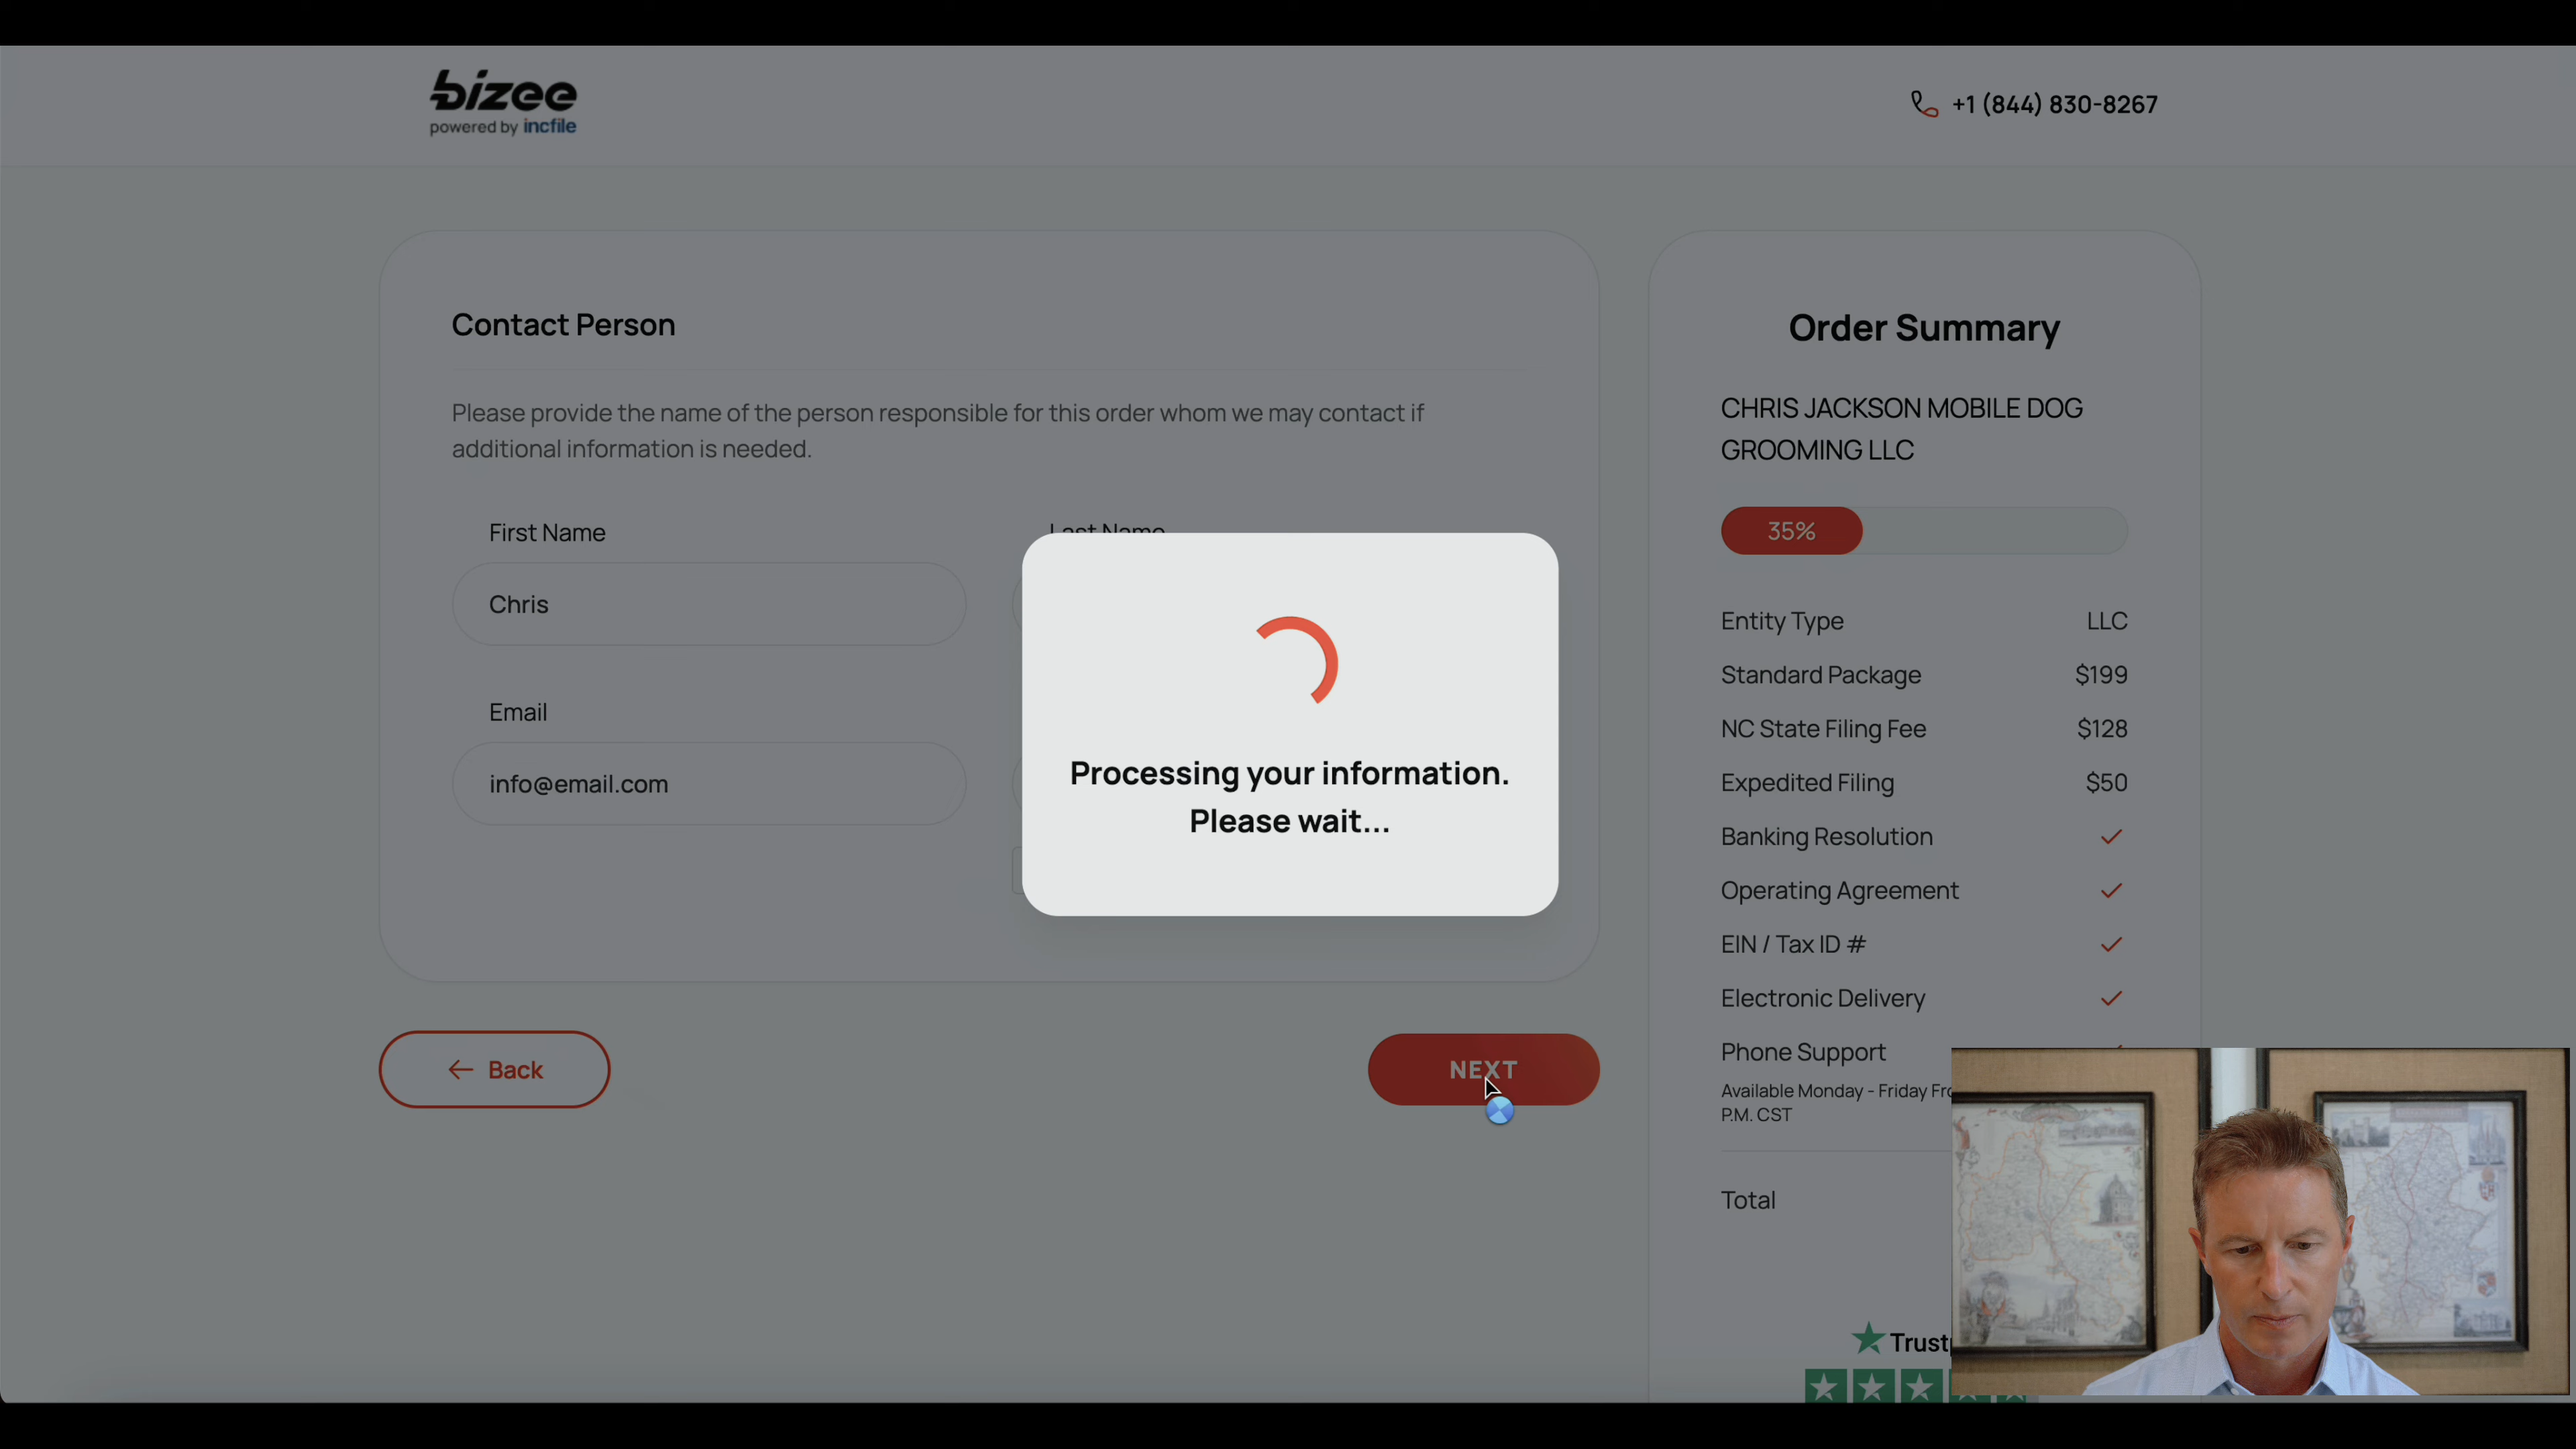 bizee
powered by incfile
+1 (844) 830-8267
Contact Person
Please provide the name of the person responsible for this order whom we may contact if
additional information is needed.
First Name
Last Name
Chris
Email
info@email.com
Processing your information.
Please wait...
Back
NEXT
Order Summary
CHRIS JACKSON MOBILE DOG
GROOMING LLC
35%
Entity Type LLC
Standard Package $199
NC State Filing Fee $128
Expedited Filing $50
Banking Resolution
Operating Agreement
EIN / Tax ID #
Electronic Delivery
Phone Support
Available Monday - Friday
P.M. CST
Total